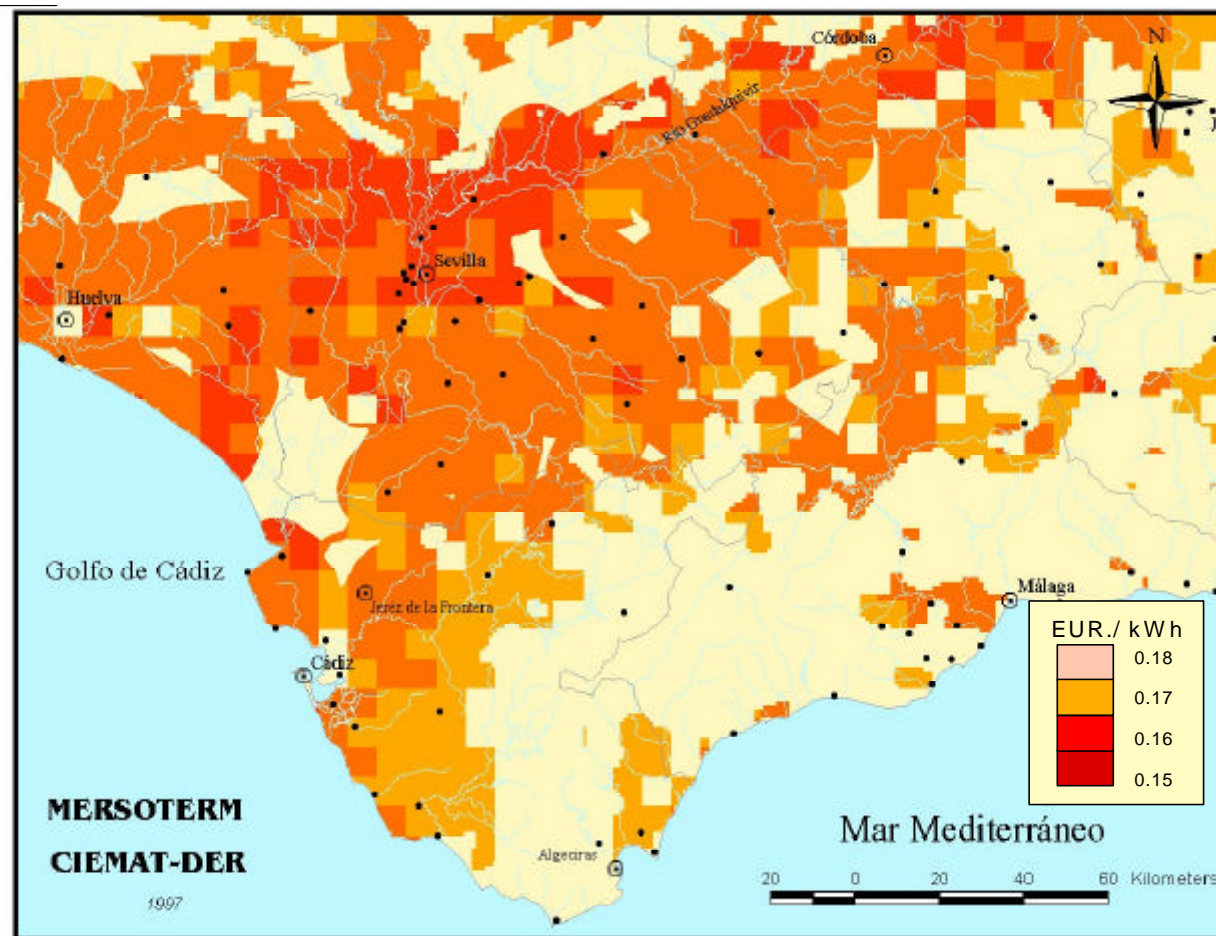 Córdoba
N
Río Guadalquivir
J
Sevilla
Huelva
Golfo de Cádiz
Jerez de la Frontera
Málaga
Cádiz
EUR./ kWh
0.18
0.17
0.16
0.15
MERSOTERM
CIEMAT-DER
1997
Algeciras
Mar Mediterráneo
20 0 20 40 60 Kilometers